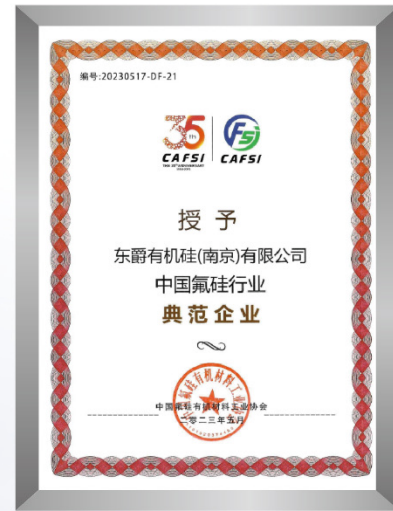 编号:20230517-DF-21
35th
CAFSI
CAFSI
授予
东爵有机硅(南京)有限公司
中国氟硅行业
典范企业
中国氟硅有机材料工业协会
二零二三年五月